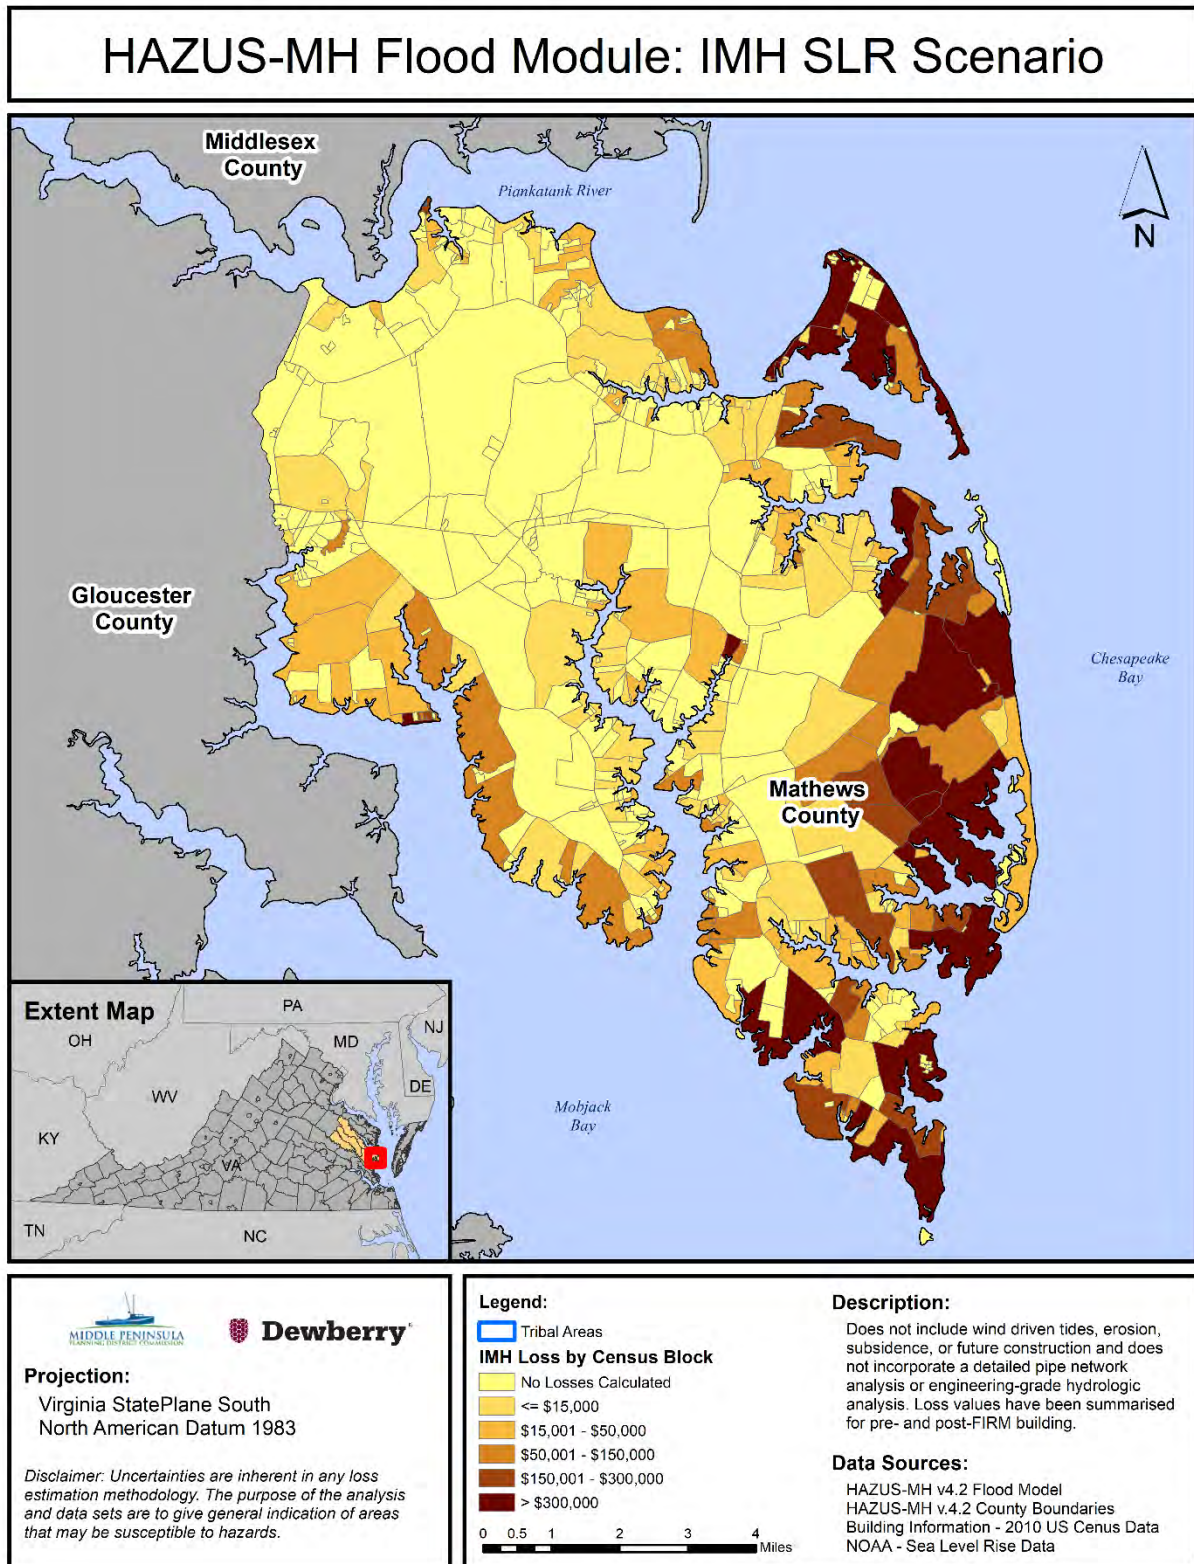 HAZUS-MH Flood Module: IMH SLR Scenario
Middlesex
County
Piankatank River
N
Gloucester
County
Chesapeake
Bay
Mathews
County
Mobjack
Bay
Extent Map
PA
OH
NJ
MD
DE
WV
KY
VA
TN
NC
MIDDLE PENINSULA
PLANNING DISTRICT COMMISSION
Dewberry
Projection:
Virginia StatePlane South
North American Datum 1983
Disclaimer: Uncertainties are inherent in any loss
estimation methodology. The purpose of the analysis
and data sets are to give general indication of areas
that may be susceptible to hazards.
Legend:
Tribal Areas
IMH Loss by Census Block
No Losses Calculated
<= $15,000
$15,001 - $50,000
$50,001 - $150,000
$150,001 - $300,000
> $300,000
0 0.5 1 2 3 4
Miles
Description:
Does not include wind driven tides, erosion,
subsidence, or future construction and does
not incorporate a detailed pipe network
analysis or engineering-grade hydrologic
analysis. Loss values have been summarised
for pre- and post-FIRM building.
Data Sources:
HAZUS-MH v4.2 Flood Model
HAZUS-MH v.4.2 County Boundaries
Building Information - 2010 US Cenus Data
NOAA - Sea Level Rise Data